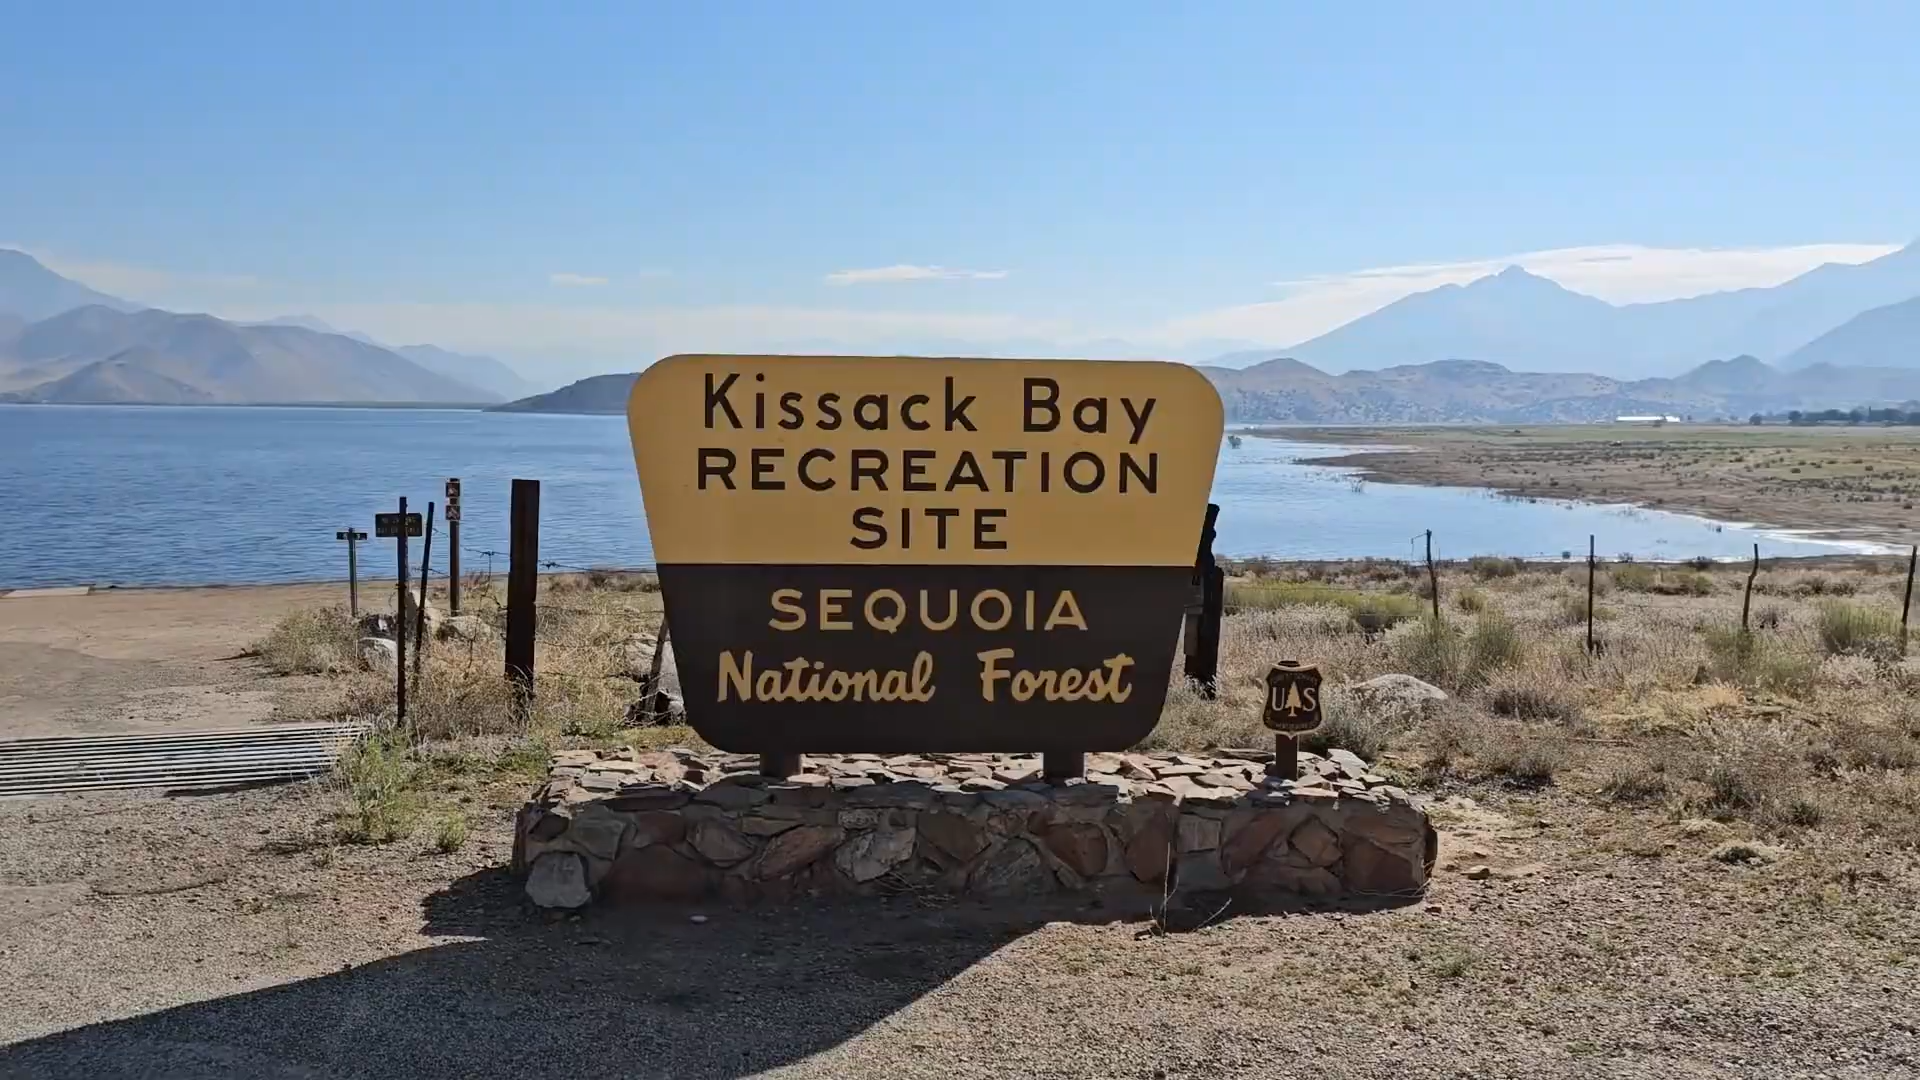 Kissack Bay
RECREATION
SITE
SEQUOIA
National Forest
U S